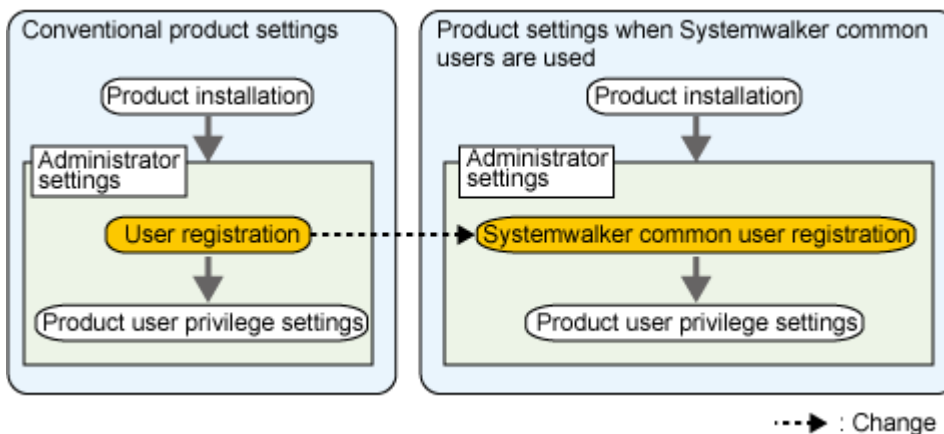 Conventional product settings
Product installation
Administrator
settings
User registration
Product user privilege settings
Product settings when Systemwalker common
users are used
Product installation
Administrator
settings
Systemwalker common user registration
Product user privilege settings
: Change